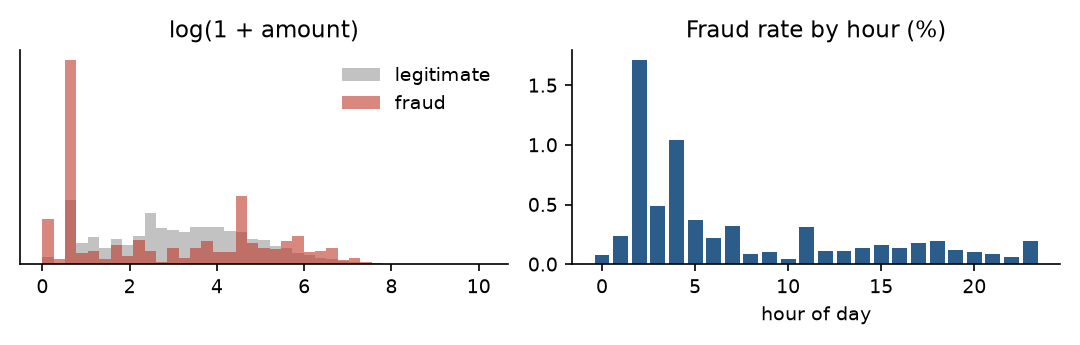 log(1 + amount)
legitimate
fraud
0 2 4 6 8 10
Fraud rate by hour (%)
1.5
1.0
0.5
0.0
0 5 10 15 20
hour of day